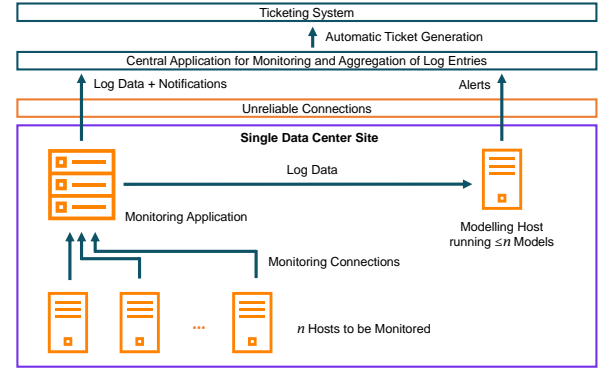 Ticketing System
Automatic Ticket Generation
Central Application for Monitoring and Aggregation of Log Entries
Log Data + Notifications
Alerts
Unreliable Connections
Single Data Center Site
Log Data
Monitoring Application
Modelling Host
running ≤n Models
Monitoring Connections
...
n Hosts to be Monitored